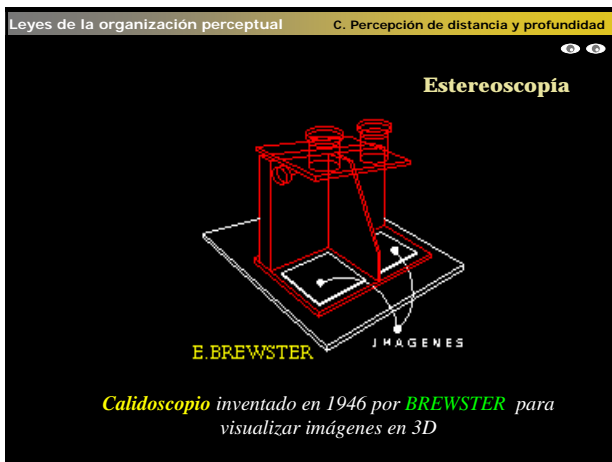 Leyes de la organización perceptual C. Percepción de distancia y profundidad
Estereoscopía
IMAGENES
E.BREWSTER
Calidoscopio inventado en 1946 por BREWSTER para
visualizar imágenes en 3D